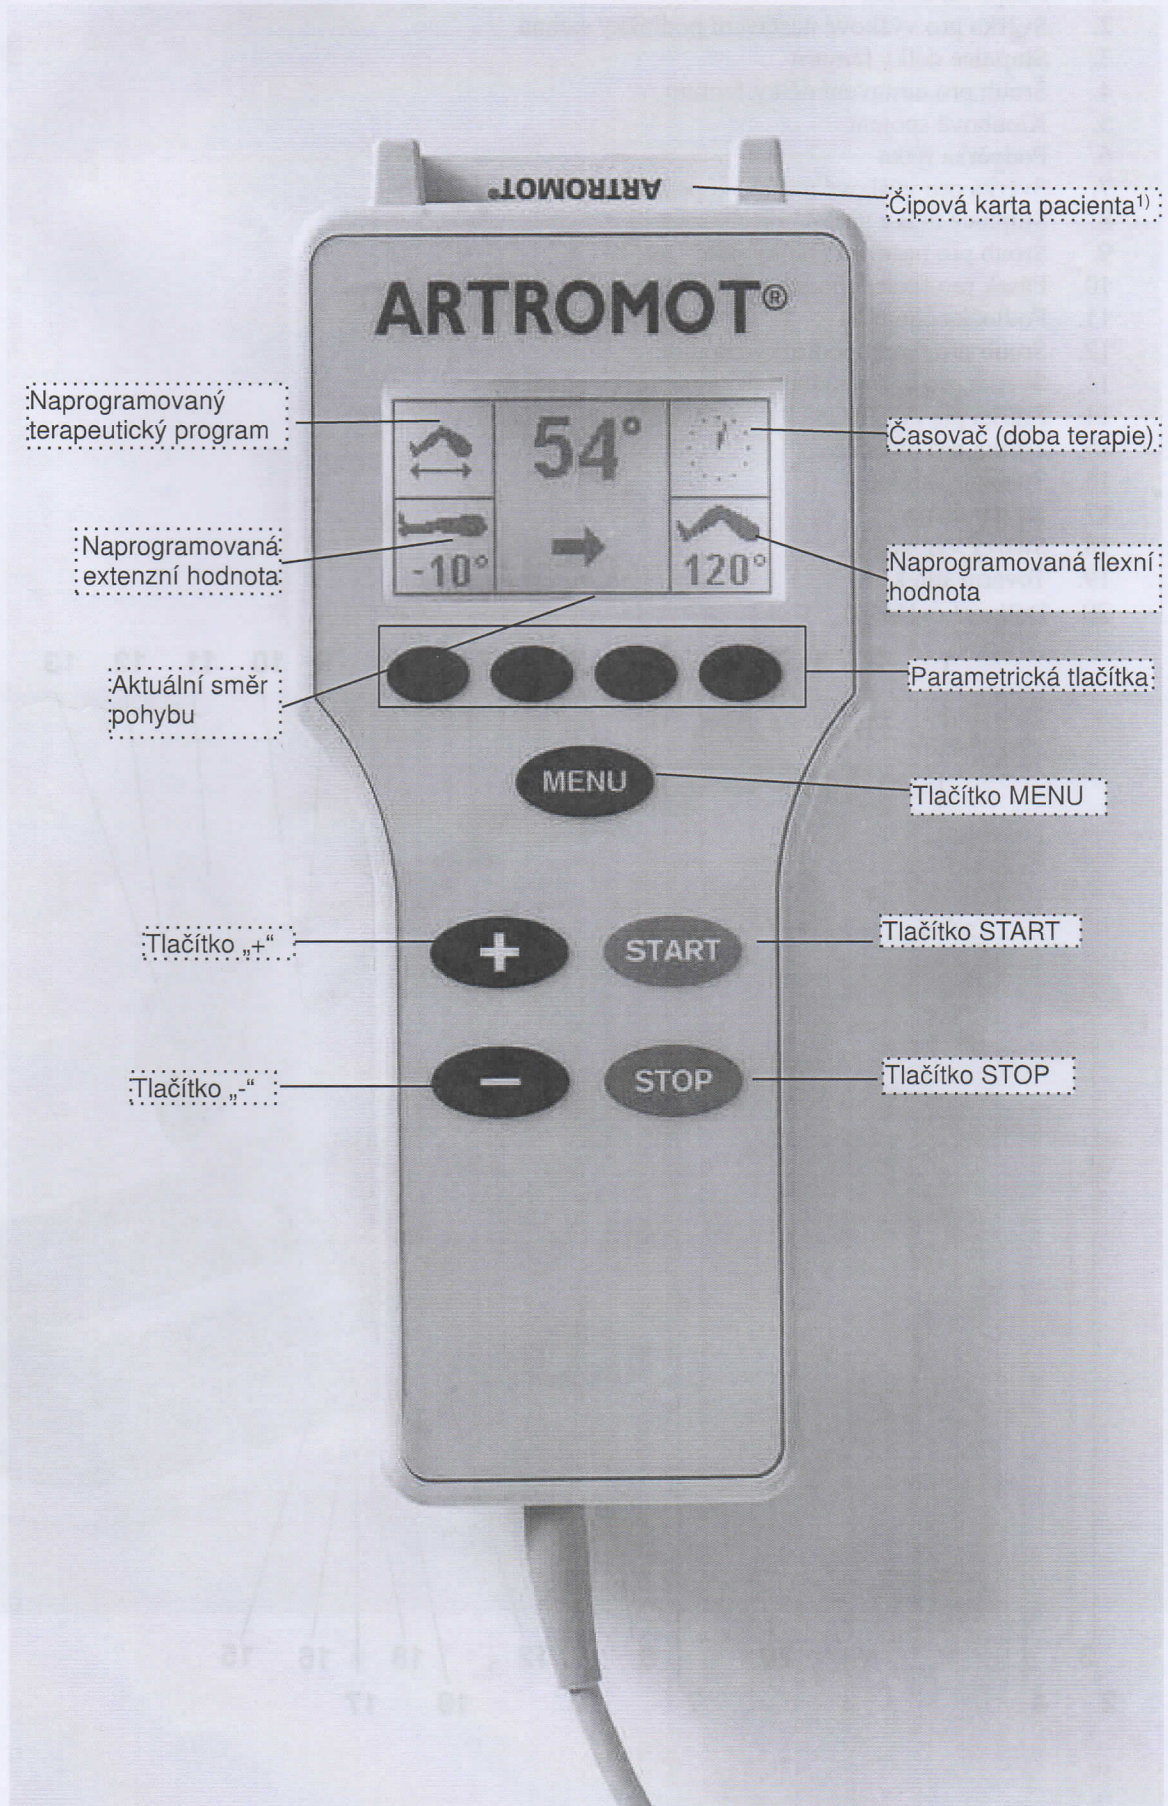 ARTROMOT®
Čipová karta pacienta1)
ARTROMOT®
Naprogramovaný
terapeutický program
54°
Časovač (doba terapie)
Naprogramovaná
extenzní hodnota
-10°
120°
Naprogramovaná flexní
hodnota
Aktuální směr
pohybu
Parametrická tlačítka
MENU
Tlačítko MENU
Tlačítko „+“
+
START
Tlačítko START
Tlačítko „-“
−
STOP
Tlačítko STOP